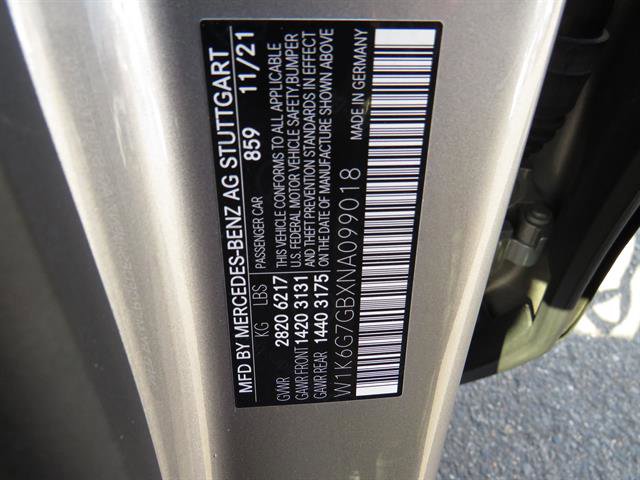 MFD BY MERCEDES-BENZ AG STUTTGART
859 11/21
KG LBS PASSENGER CAR
GVWR 2820 6217 THIS VEHICLE CONFORMS TO ALL APPLICABLE
GAWR FRONT 1420 3131 U.S. FEDERAL MOTOR VEHICLE SAFETY, BUMPER
GAWR REAR 1440 3175 AND THEFT PREVENTION STANDARDS IN EFFECT
ON THE DATE OF MANUFACTURE SHOWN ABOVE
MADE IN GERMANY
W1K6G7GBXNA099018